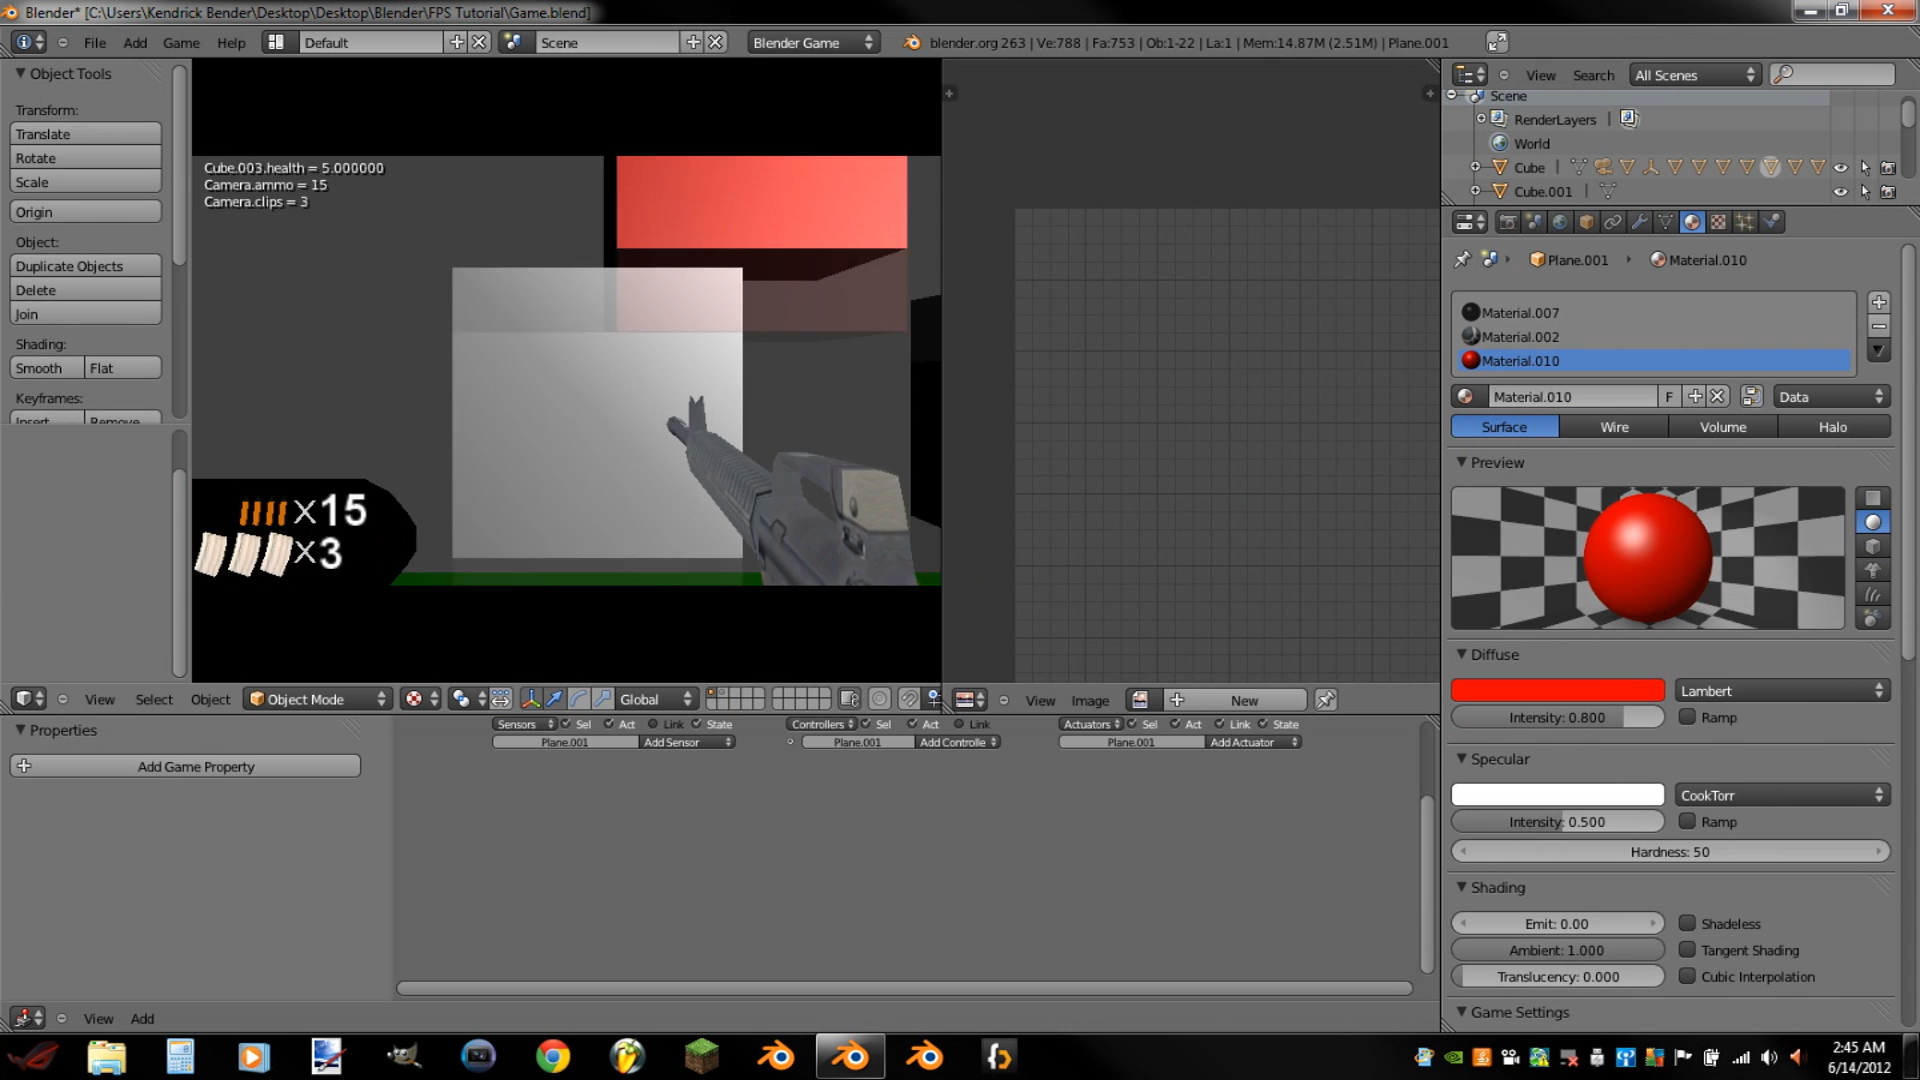 Blender* [C:\Users\Kendrick Bender\Desktop\Desktop\Blender\FPS Tutorial\Game.blend]
File Add Game Help Default Scene Blender Game blender.org 263 | Ve:788 | Fa:753 | Ob:1-22 | La:1 | Mem:14.87M (2.51M) | Plane.001
Object Tools
Transform:
Translate
Rotate
Scale
Origin
Object:
Duplicate Objects
Delete
Join
Shading:
Smooth Flat
Keyframes:
Insert Remove
Cube.003.health = 5.000000
Camera.ammo = 15
Camera.clips = 3
×15
×3
View Select Object Object Mode Global
View Image New
View Search All Scenes
Scene
RenderLayers |
World
Cube |
Cube.001 |
Plane.001 Material.010
Material.007
Material.002
Material.010
Material.010 F Data
Surface Wire Volume Halo
Preview
Diffuse
Lambert
Intensity: 0.800 Ramp
Specular
CookTorr
Intensity: 0.500 Ramp
Hardness: 50
Shading
Emit: 0.00 Shadeless
Ambient: 1.000 Tangent Shading
Translucency: 0.000 Cubic Interpolation
Game Settings
Properties
Add Game Property
Sensors Sel Act Link State Controllers Sel Act Link Actuators Sel Act Link State
Plane.001 Add Sensor Plane.001 Add Controlle Plane.001 Add Actuator
View Add
2:45 AM
6/14/2012